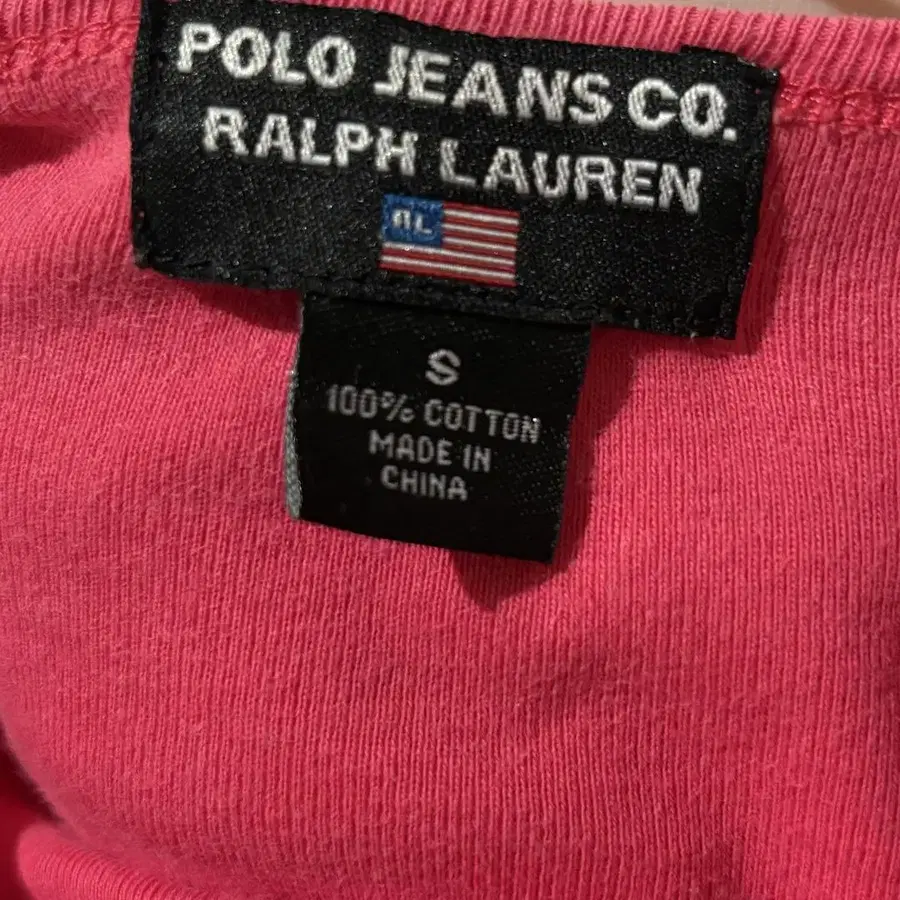 POLO JEANS CO.
RALPH LAUREN
RL
S
100% COTTON
MADE IN
CHINA